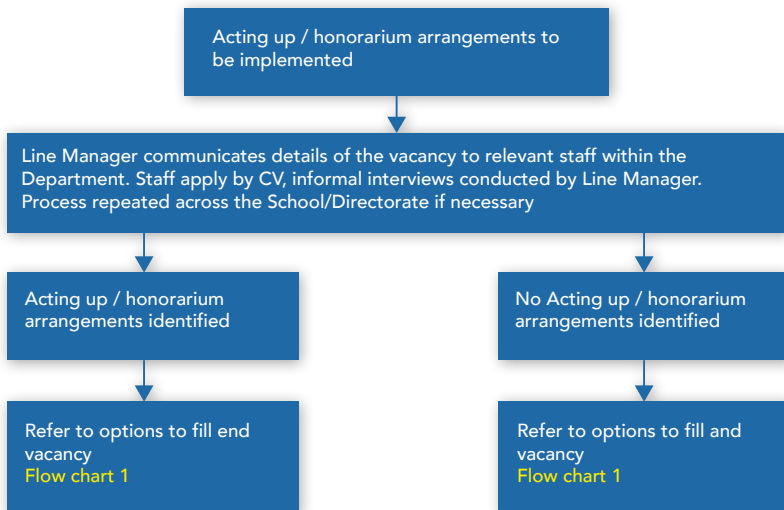 Acting up / honorarium arrangements to
be implemented
Line Manager communicates details of the vacancy to relevant staff within the
Department. Staff apply by CV, informal interviews conducted by Line Manager.
Process repeated across the School/Directorate if necessary
Acting up / honorarium
arrangements identified
No Acting up / honorarium
arrangements identified
Refer to options to fill end
vacancy
Flow chart 1
Refer to options to fill and
vacancy
Flow chart 1